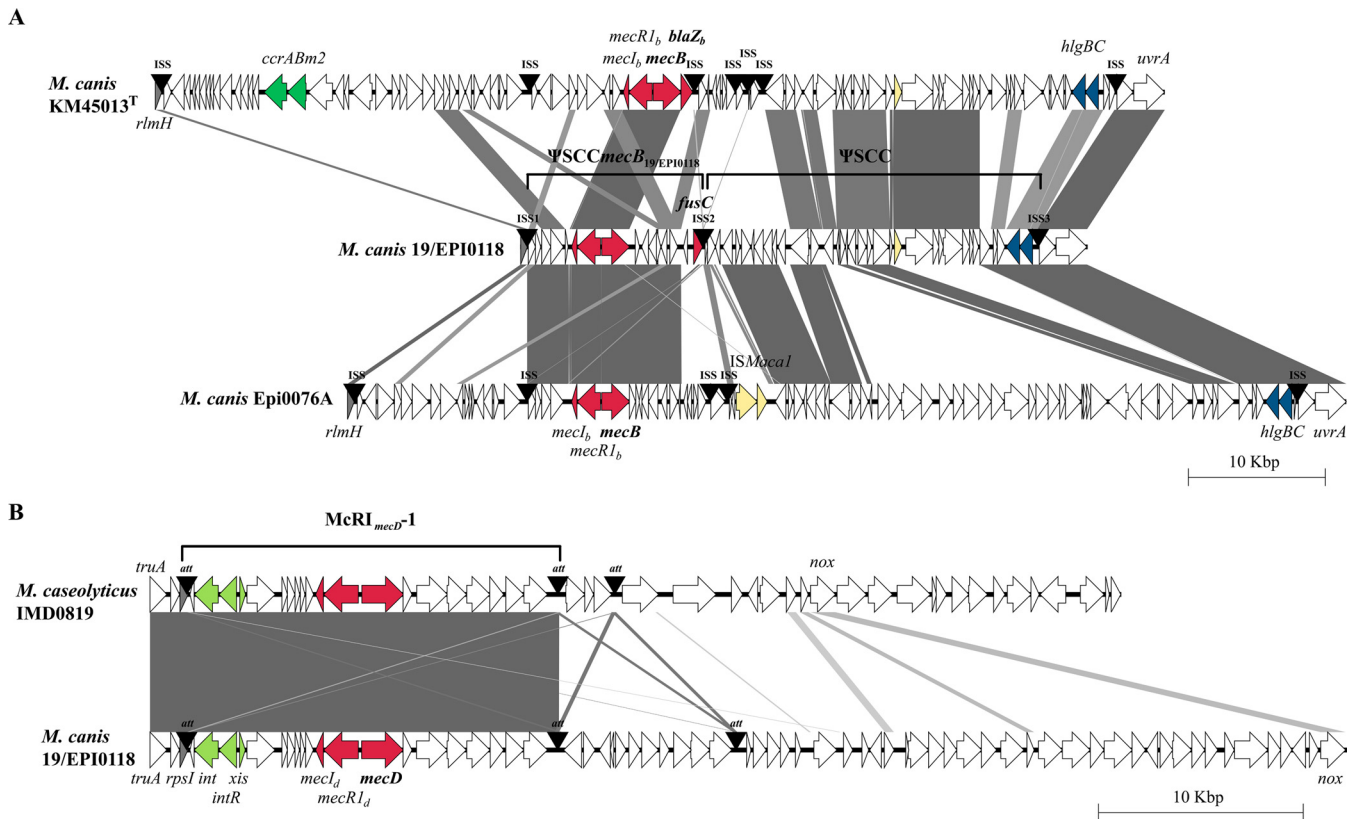 A
ccrABm2
mecR1b blaZb
mecIb mecB
hlgBC
uvrA
ISS
ISS
ISS
ISS
ISS
ISS
ISS
M. canis
KM45013T
rlmH
ΨSCCmecB19/EPI0118
ΨSCC
fusC
ISS1
ISS2
ISS3
M. canis 19/EPI0118
ISMaca1
ISS
ISS
ISS
ISS
ISS
M. canis Epi0076A
rlmH
mecIb mecB
mecR1b
hlgBC
uvrA
10 Kbp
B
McRImecD-1
truA
att
att
att
nox
M. caseolyticus
IMD0819
att
att
att
M. canis
19/EPI0118
truA rpsI int xis
intR
mecId mecD
mecR1d
nox
10 Kbp